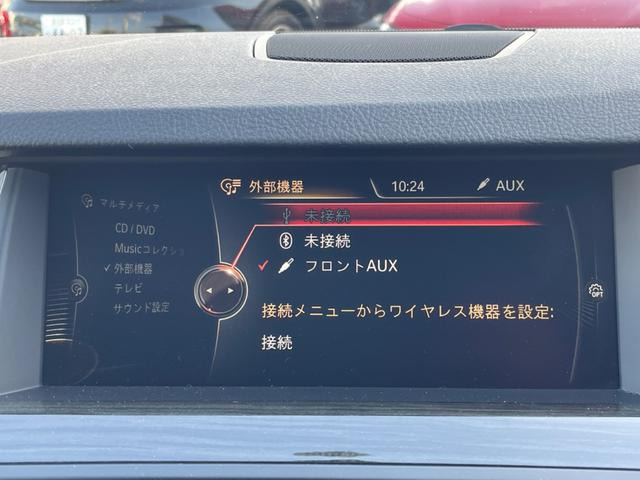 外部機器
10:24
AUX
マルチメディア
CD / DVD
Musicコレクショ
✓ 外部機器
テレビ
サウンド設定
未接続
未接続
✓ フロントAUX
接続メニューからワイヤレス機器を設定:
接続
OPT